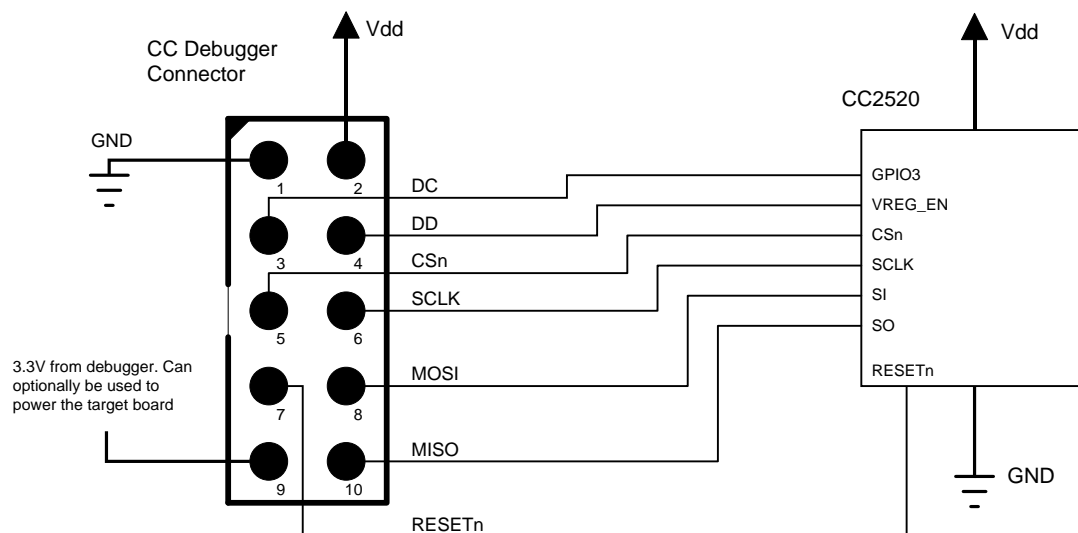 Vdd
Vdd
CC Debugger
Connector
CC2520
GND
1
2
DC
GPIO3
DD
VREG_EN
3
4
CSn
CSn
SCLK
SCLK
SI
5
6
SO
3.3V from debugger. Can
optionally be used to
power the target board
MOSI
RESETn
7
8
MISO
GND
9
10
RESETn